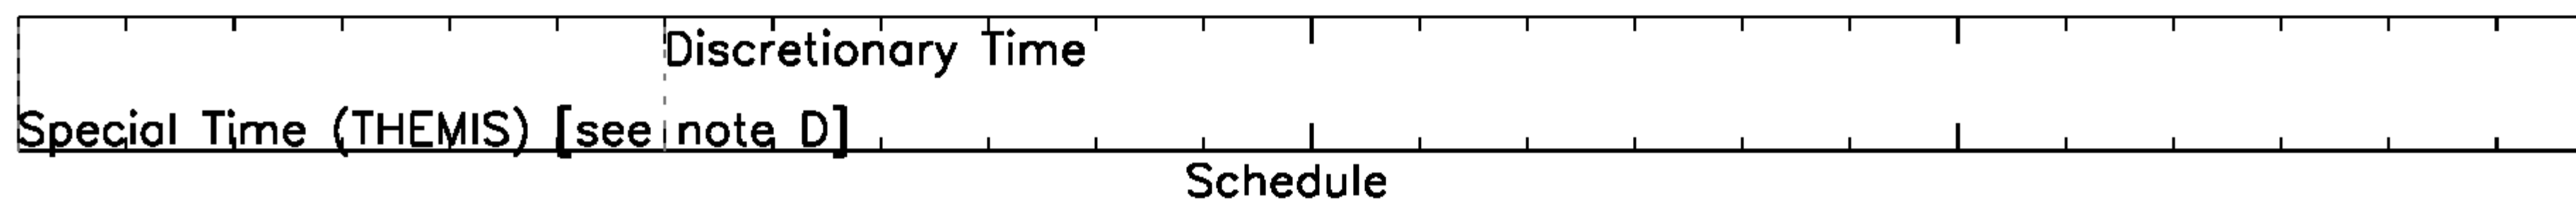 Discretionary Time
Special Time (THEMIS) [see note D]
Schedule